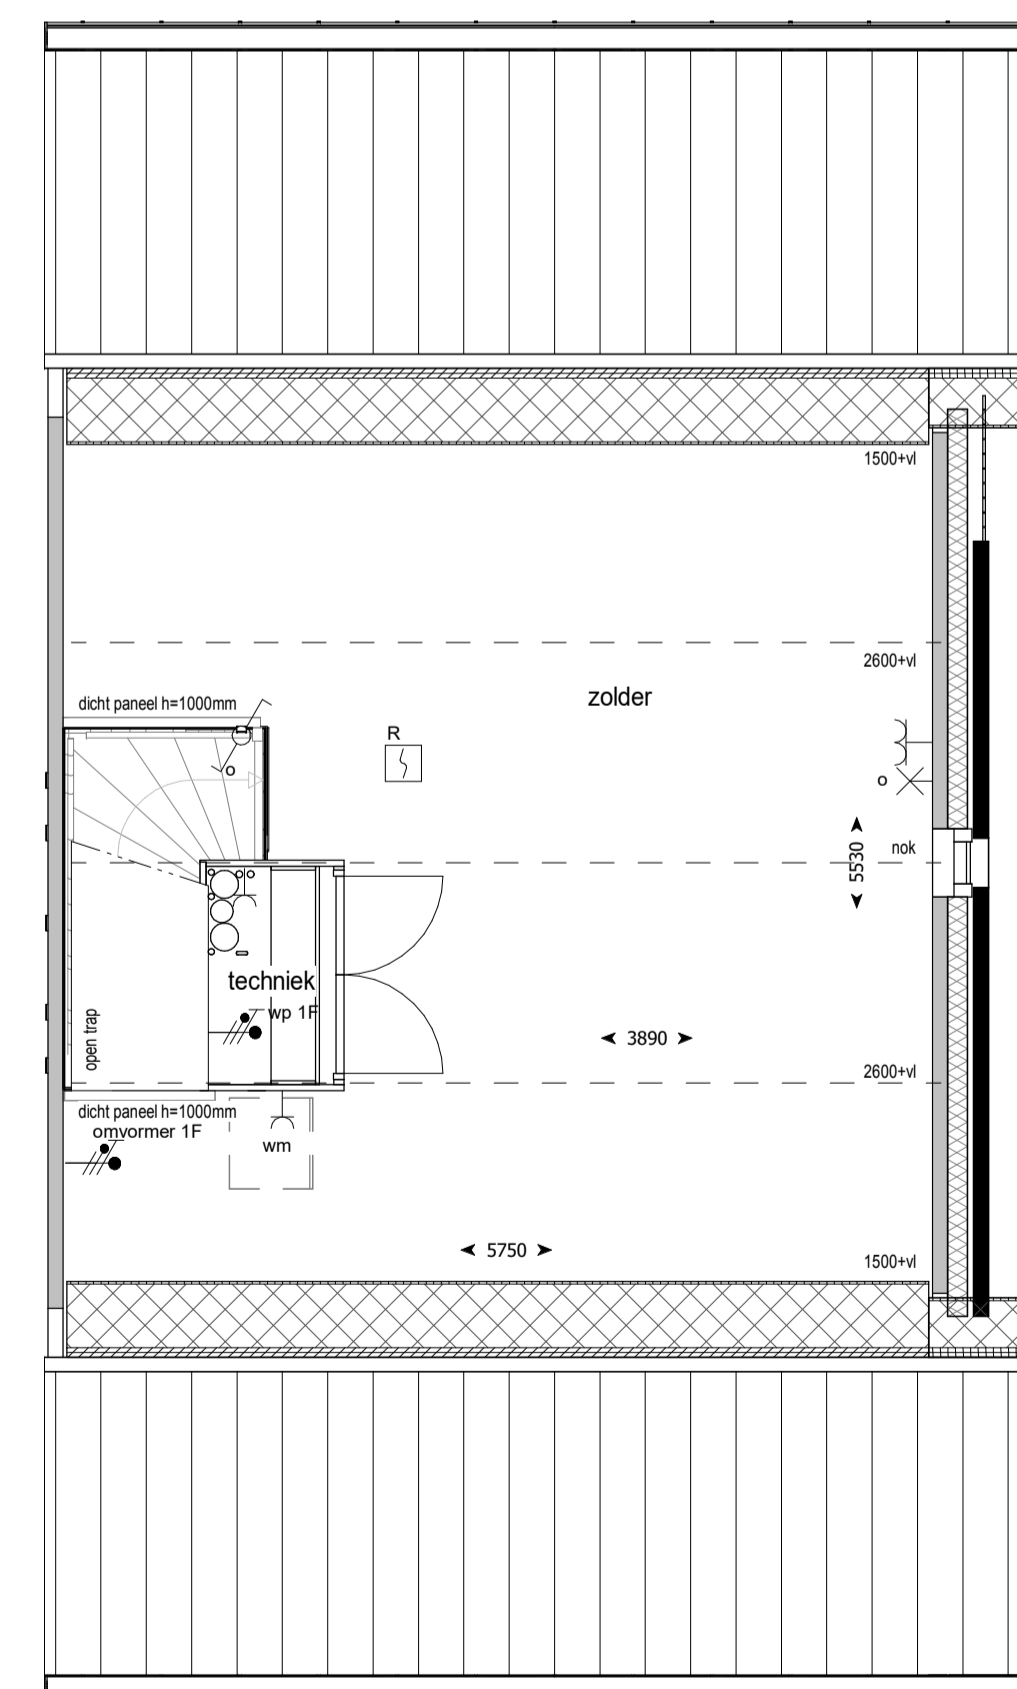 1500+vl
2600+vl
zolder
dicht paneel h=1000mm
R
o
o
nok
5530
techniek
wp 1F
open trap
3890
2600+vl
dicht paneel h=1000mm
omvormer 1F
wm
5750
1500+vl